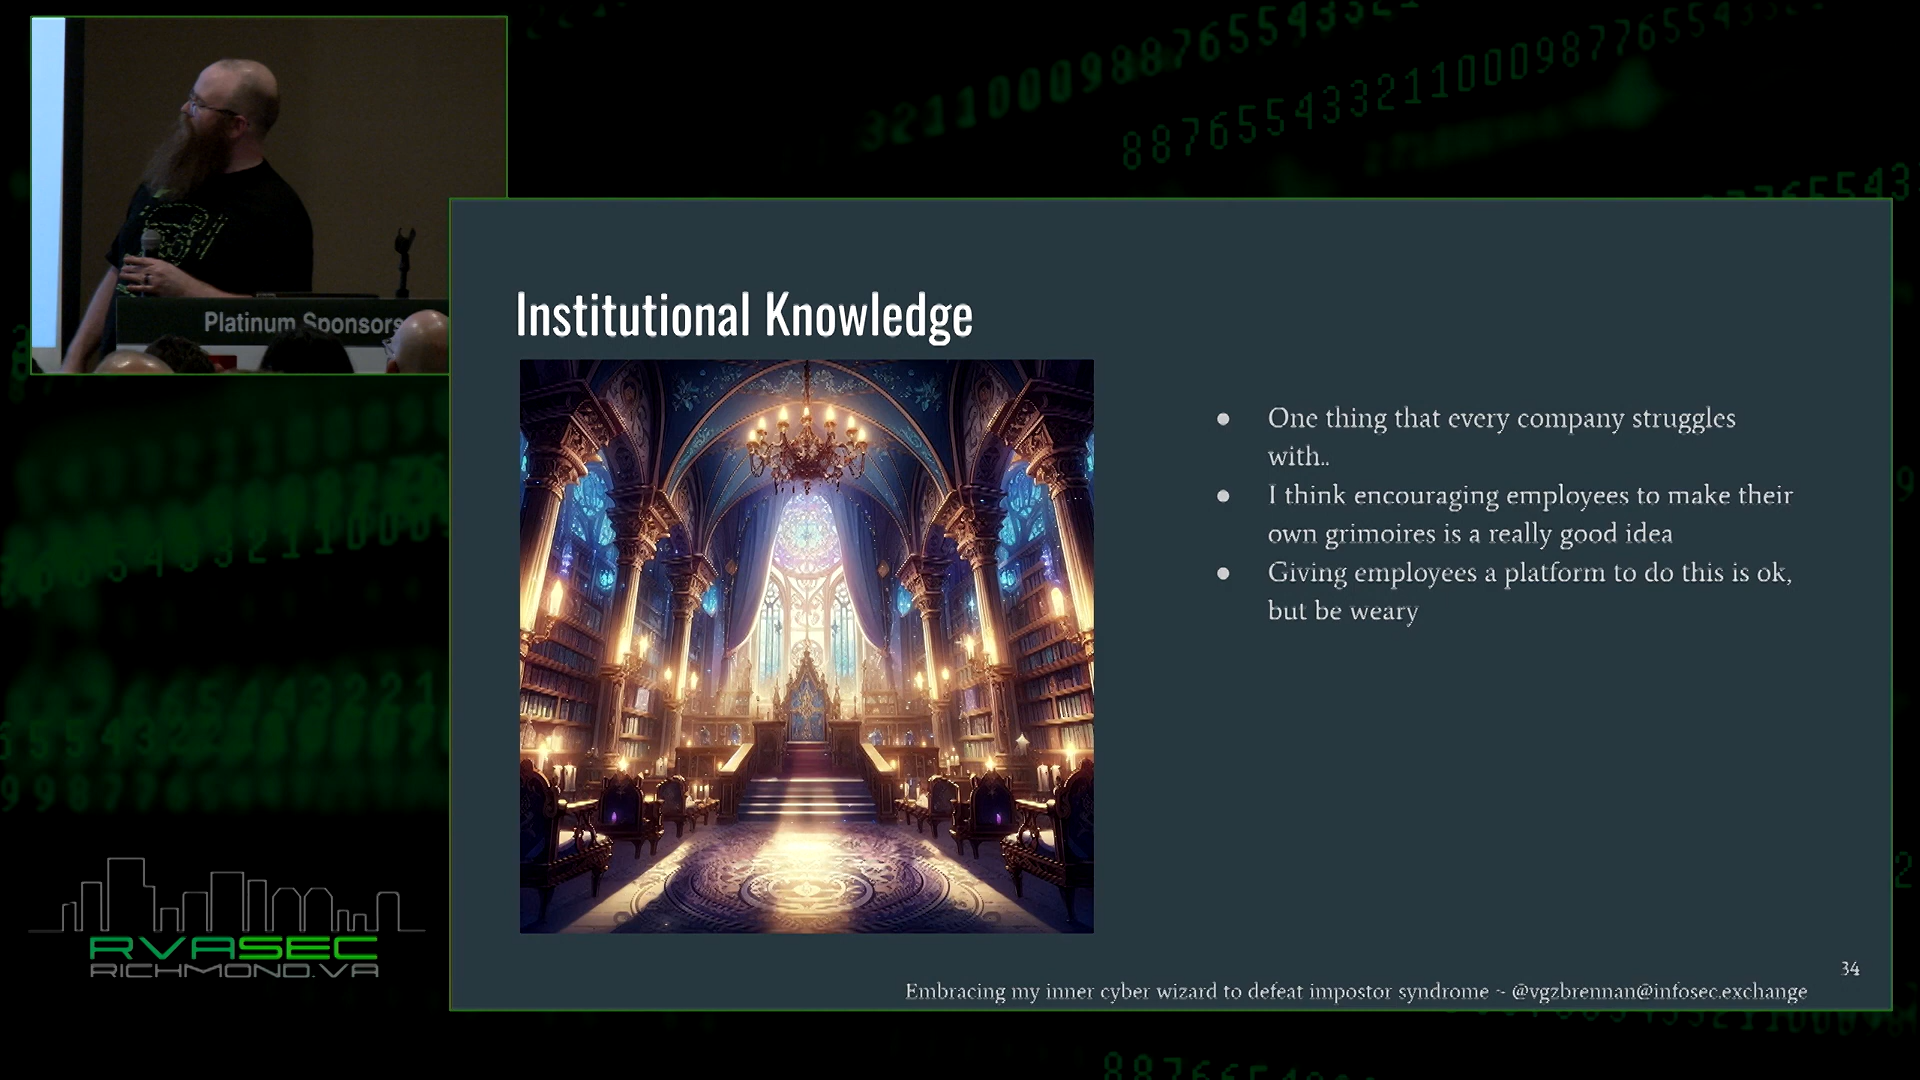 Platinum Sponsors
Institutional Knowledge
● One thing that every company struggles
with..
● I think encouraging employees to make their
own grimoires is a really good idea
● Giving employees a platform to do this is ok,
but be weary
34
Embracing my inner cyber wizard to defeat impostor syndrome ~ @vgzbrennan@infosec.exchange
RVASEC
RICHMOND.VA